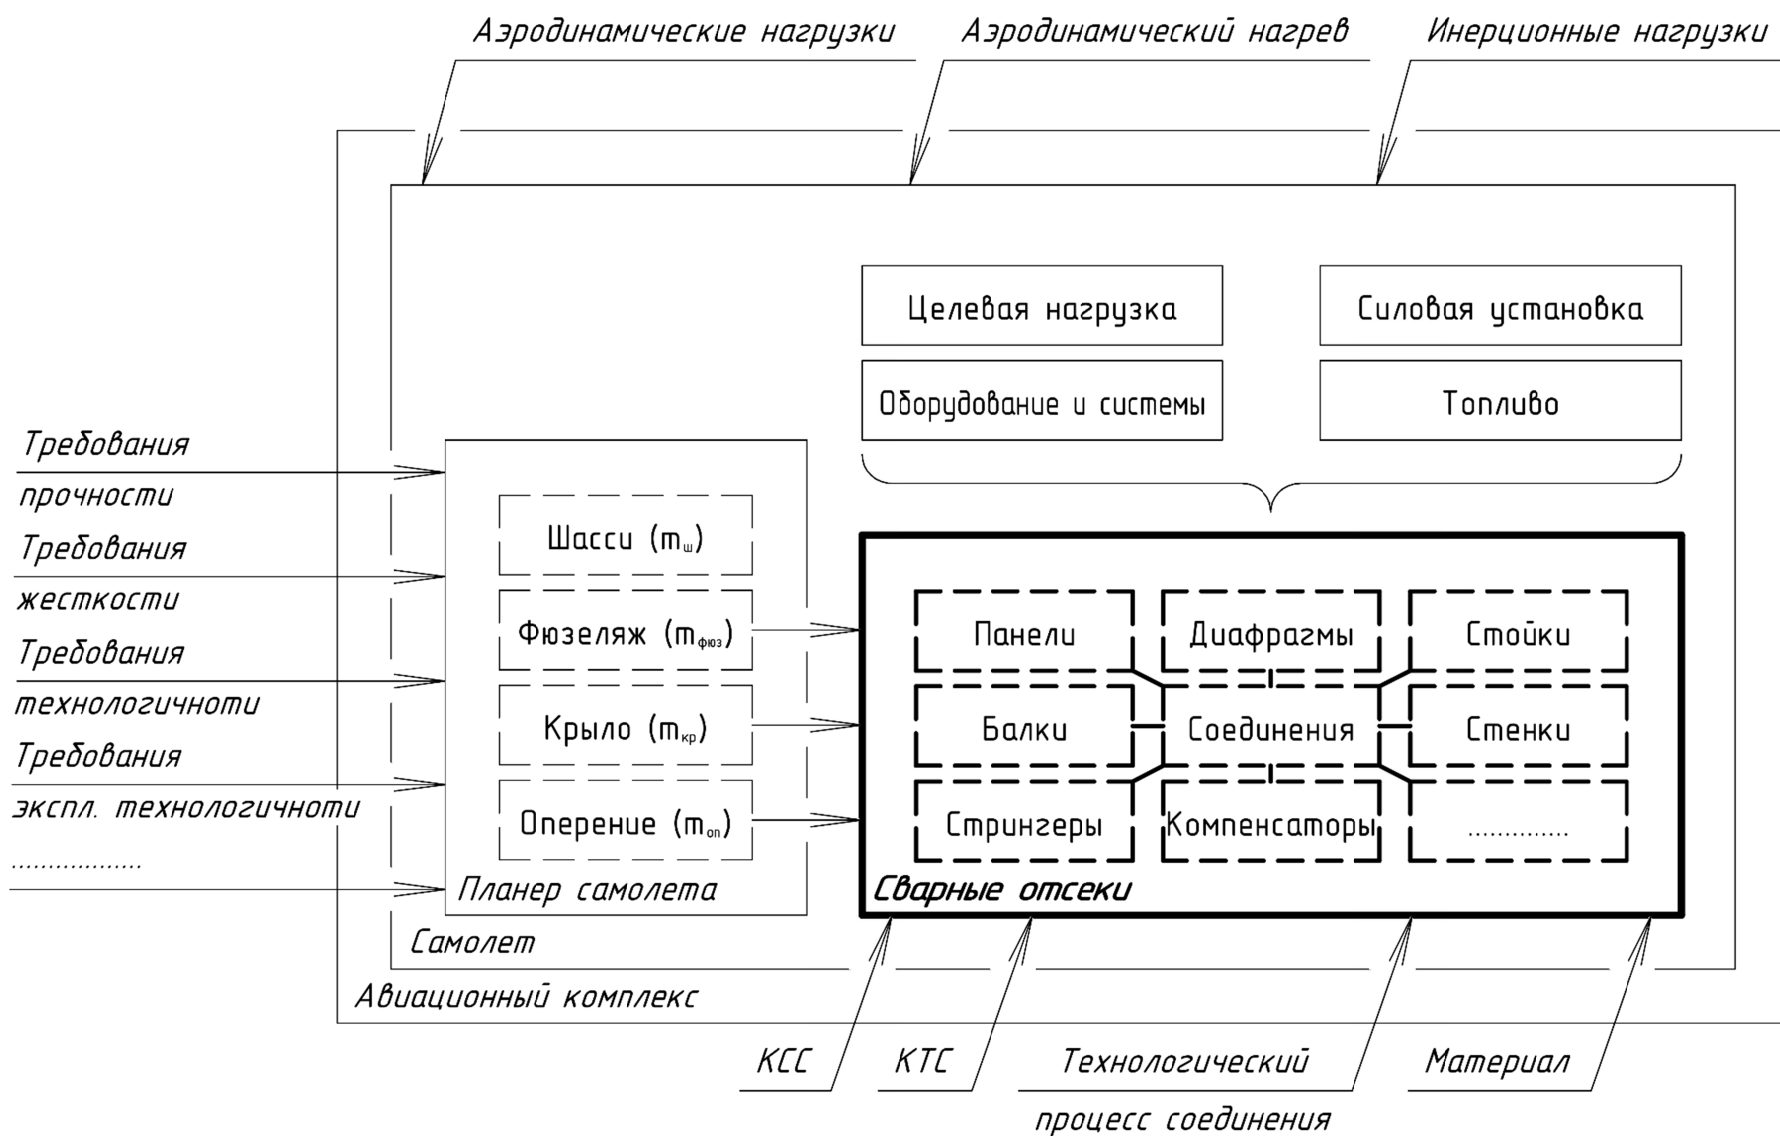 Аэродинамические нагрузки
Аэродинамический нагрев
Инерционные нагрузки
Целевая нагрузка
Силовая установка
Оборудование и системы
Топливо
Требования
прочности
Требования
жесткости
Требования
технологичноти
Требования
экспл. технологичноти
..................
Шасси (mш)
Фюзеляж (mфюз)
Крыло (mкр)
Оперение (mоп)
Планер самолета
Панели
Диафрагмы
Стойки
Балки
Соединения
Стенки
Стрингеры
Компенсаторы
..............
Сварные отсеки
Самолет
Авиационный комплекс
КСС
КТС
Технологический
процесс соединения
Материал